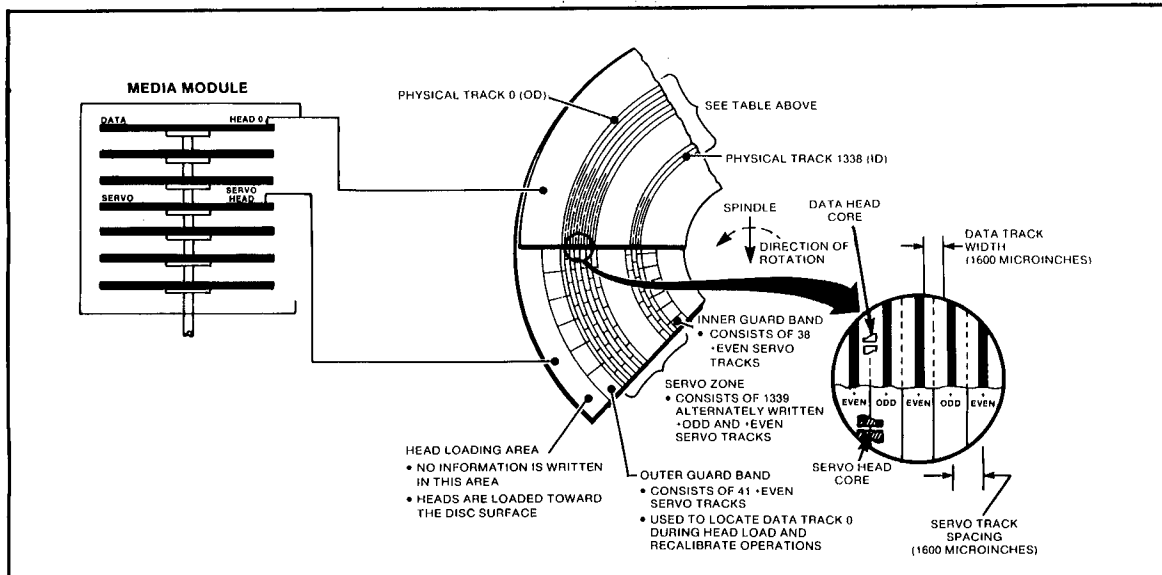 MEDIA MODULE
DATA
HEAD 0
SERVO
SERVO
HEAD
PHYSICAL TRACK 0 (OD)
SEE TABLE ABOVE
PHYSICAL TRACK 1338 (ID)
SPINDLE
DIRECTION OF
ROTATION
DATA HEAD
CORE
DATA TRACK
WIDTH
(1600 MICROINCHES)
INNER GUARD BAND
• CONSISTS OF 38
•EVEN SERVO
TRACKS
SERVO ZONE
• CONSISTS OF 1339
ALTERNATELY WRITTEN
•ODD AND •EVEN
SERVO TRACKS
EVEN
ODD
EVEN
ODD
EVEN
SERVO HEAD
CORE
SERVO TRACK
SPACING
(1600 MICROINCHES)
HEAD LOADING AREA
• NO INFORMATION IS WRITTEN
IN THIS AREA
• HEADS ARE LOADED TOWARD
THE DISC SURFACE
OUTER GUARD BAND
• CONSISTS OF 41 •EVEN
SERVO TRACKS
• USED TO LOCATE DATA TRACK 0
DURING HEAD LOAD AND
RECALIBRATE OPERATIONS